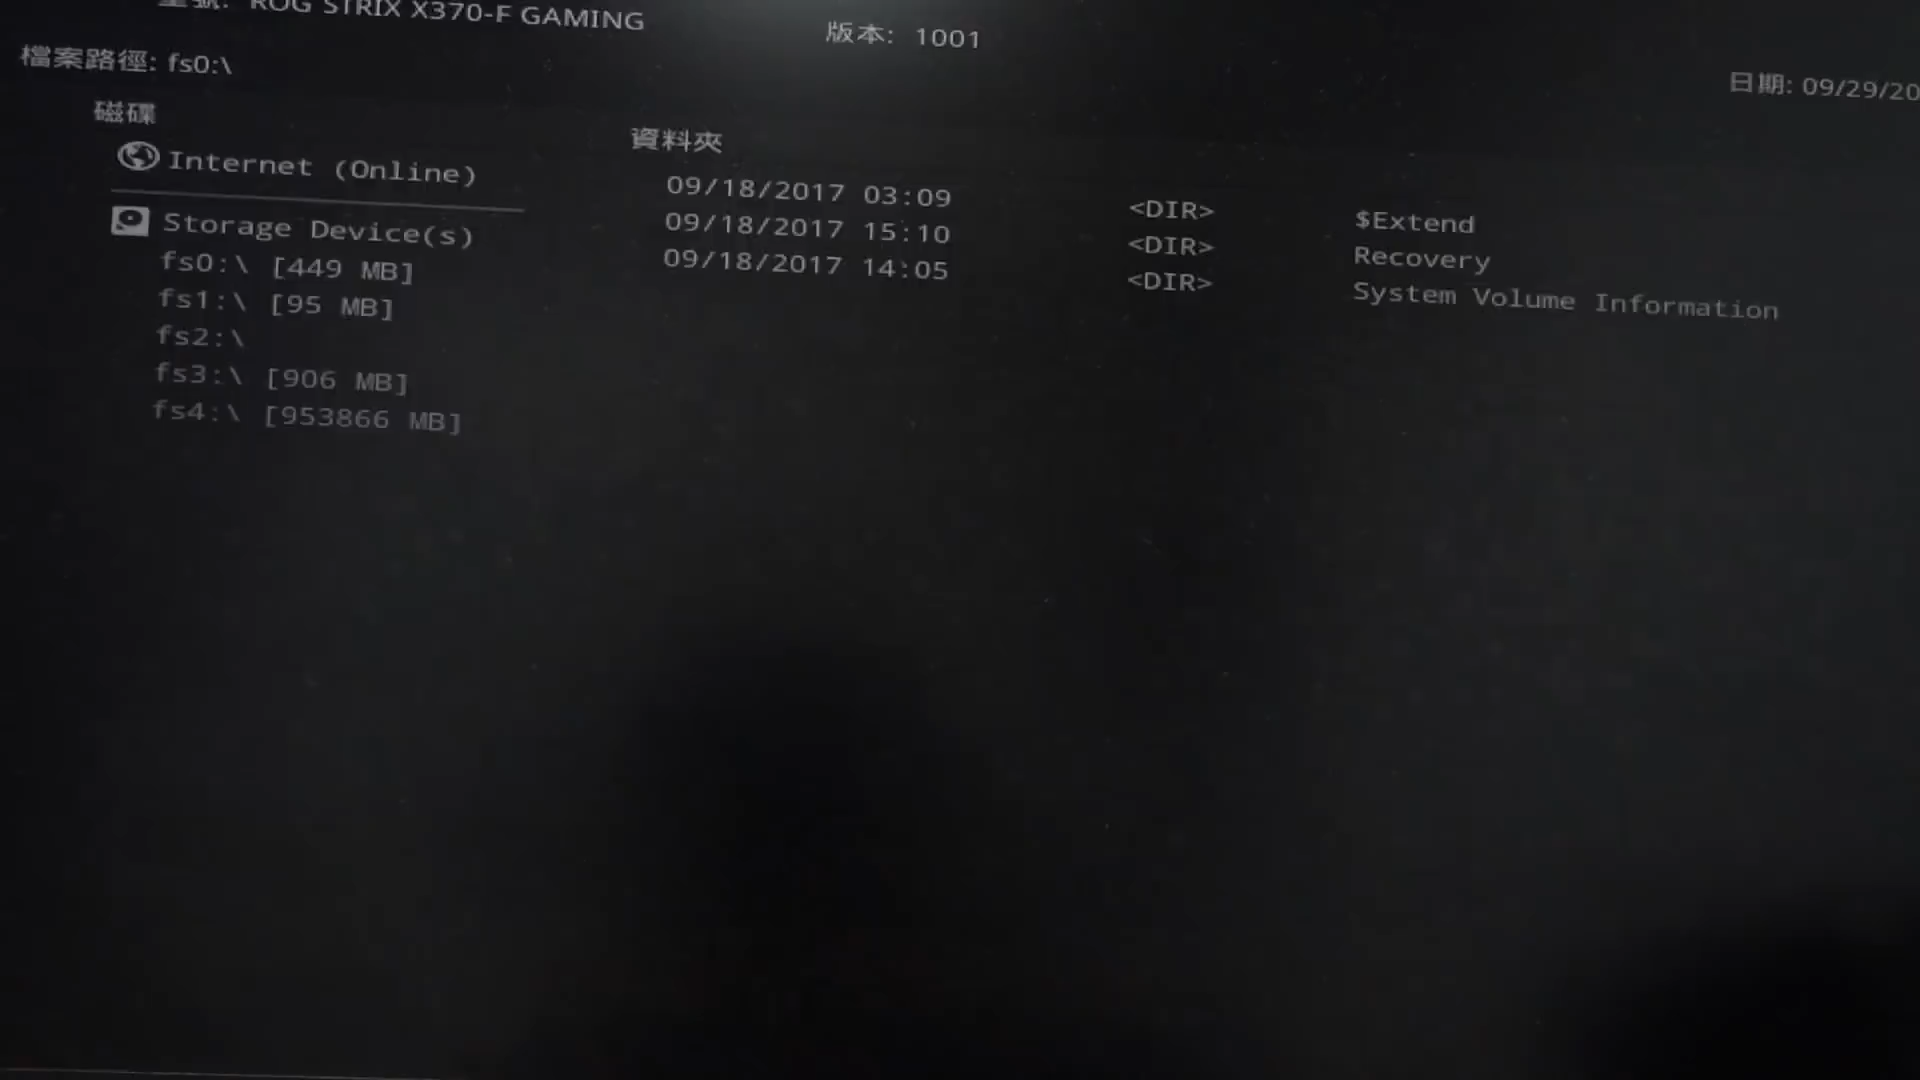 型號: ROG STRIX X370-F GAMING
版本: 1001
日期: 09/29/20
檔案路徑: fs0:\
磁碟
Internet (Online)
Storage Device(s)
fs0:\ [449 MB]
fs1:\ [95 MB]
fs2:\
fs3:\ [906 MB]
fs4:\ [953866 MB]
資料夾
09/18/2017 03:09 <DIR> $Extend
09/18/2017 15:10 <DIR> Recovery
09/18/2017 14:05 <DIR> System Volume Information